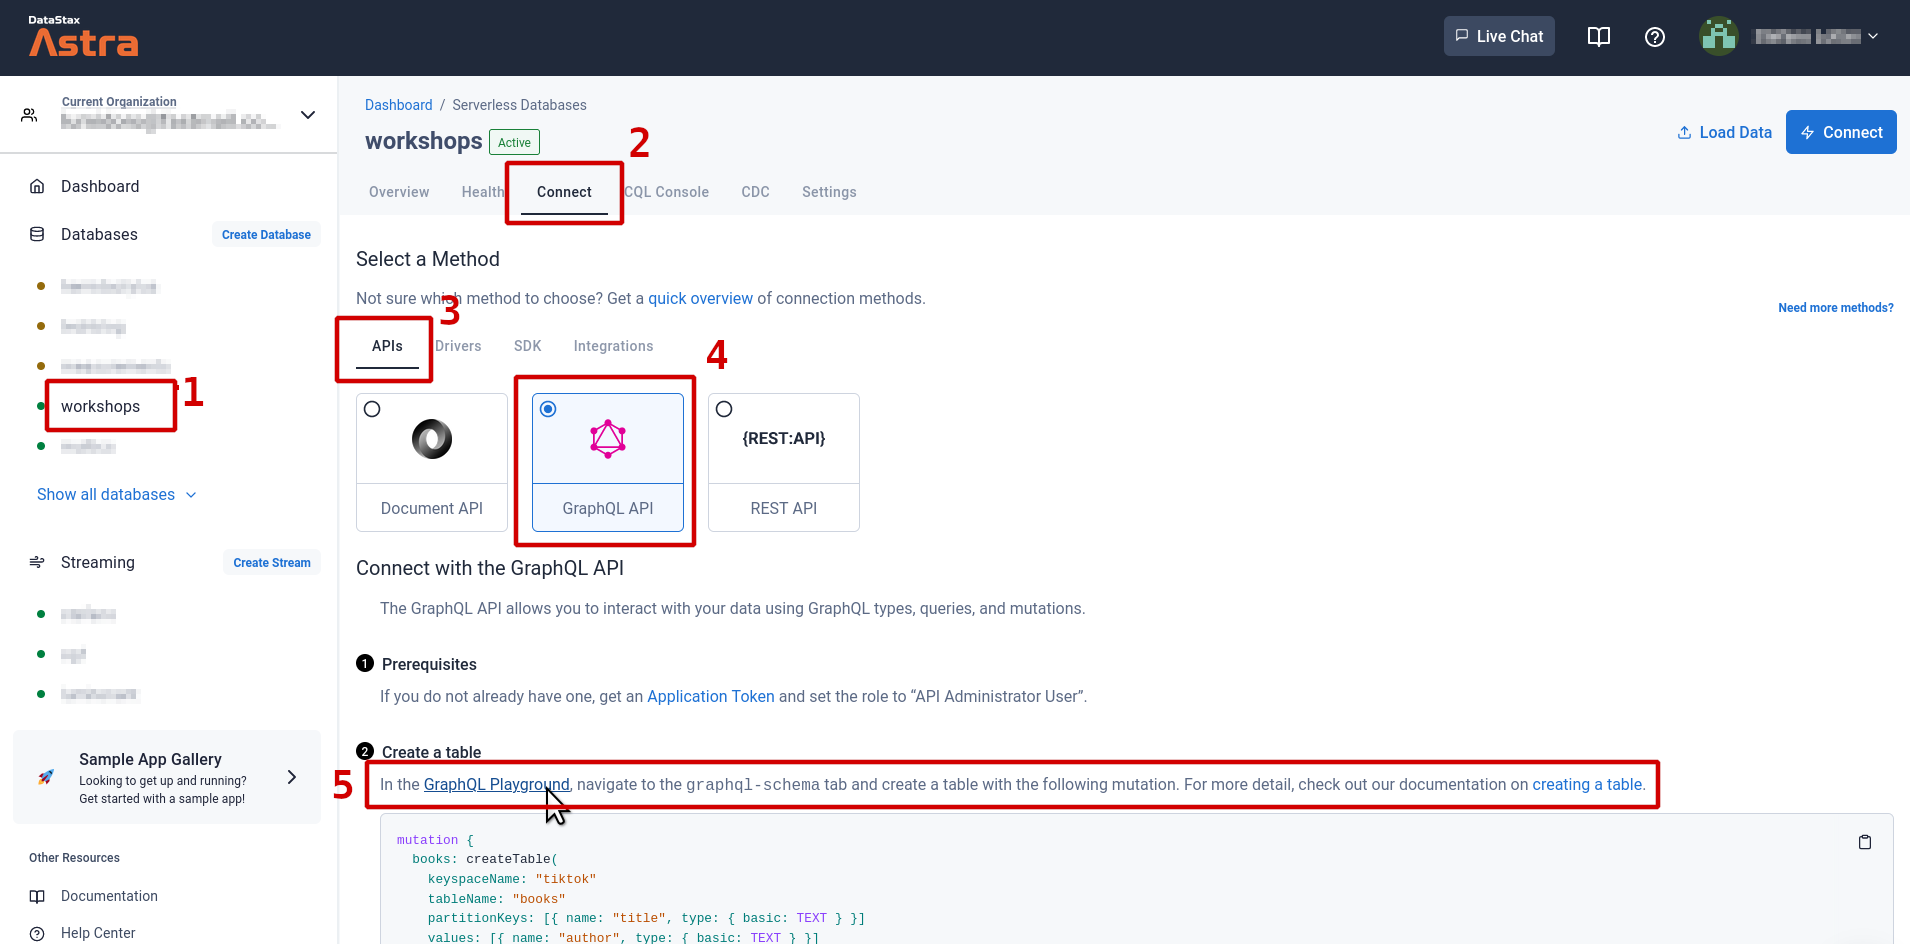 DataStax
Astra
Live Chat
Current Organization
Dashboard
Databases
Create Database
workshops
1
Show all databases
Streaming
Create Stream
Sample App Gallery
Looking to get up and running?
Get started with a sample app!
Other Resources
Documentation
Help Center
Dashboard / Serverless Databases
workshops Active
2
Load Data
Connect
Overview Health Connect CQL Console CDC Settings
Select a Method
Not sure which method to choose? Get a quick overview of connection methods.
Need more methods?
3
APIs Drivers SDK Integrations
4
{REST:API}
Document API GraphQL API REST API
Connect with the GraphQL API
The GraphQL API allows you to interact with your data using GraphQL types, queries, and mutations.
1 Prerequisites
If you do not already have one, get an Application Token and set the role to “API Administrator User”.
2 Create a table
5
In the GraphQL Playground, navigate to the graphql-schema tab and create a table with the following mutation. For more detail, check out our documentation on creating a table.
mutation {
books: createTable(
keyspaceName: "tiktok"
tableName: "books"
partitionKeys: [{ name: "title", type: { basic: TEXT } }]
values: [{ name: "author", type: { basic: TEXT } }]